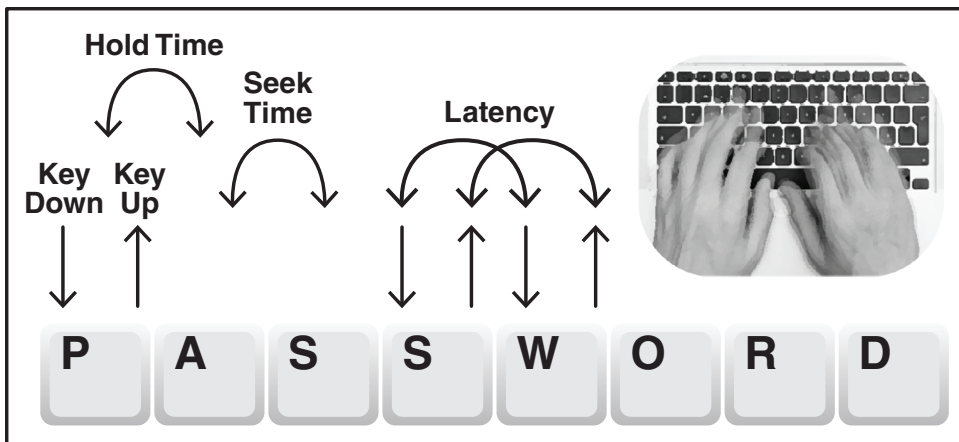 Hold Time
Seek
Time
Latency
Key
Down
Key
Up
P A S S W O R D